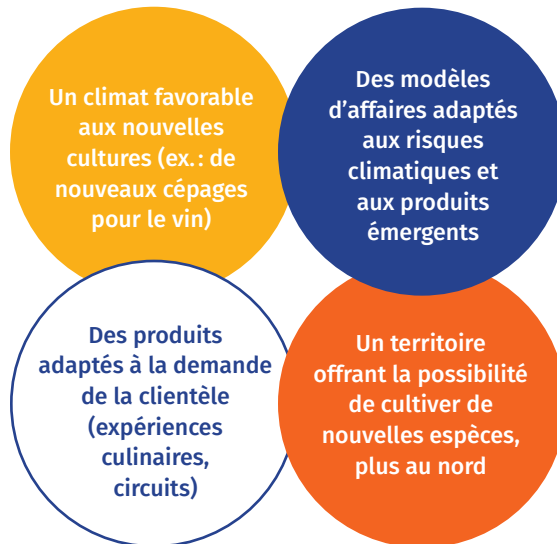 Un climat favorable
aux nouvelles
cultures (ex. : de
nouveaux cépages
pour le vin)
Des modèles
d’affaires adaptés
aux risques
climatiques et
aux produits
émergents
Des produits
adaptés à la demande
de la clientèle
(expériences
culinaires,
circuits)
Un territoire
offrant la possibilité
de cultiver de
nouvelles espèces,
plus au nord